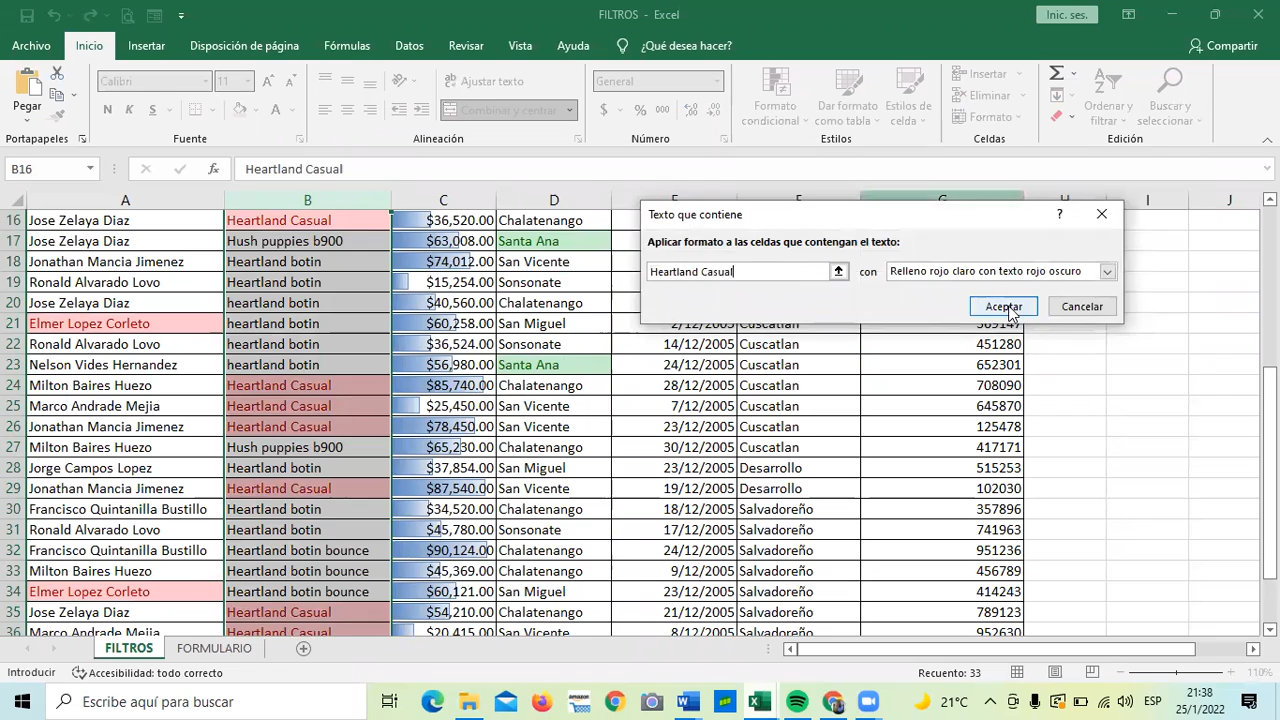 FILTROS - Excel Inic. ses.
Archivo Inicio Insertar Disposición de página Fórmulas Datos Revisar Vista Ayuda ¿Qué desea hacer? Compartir
Pegar Calibri 11 Ajustar texto General Formato condicional Dar formato como tabla Estilos de celda Insertar Ordenar y filtrar Buscar y seleccionar
N K S A Combinar y centrar $ % 000 Eliminar
Formato
Portapapeles Fuente Alineación Número Estilos Celdas Edición
B16 fx Heartland Casual
A B C D E F G H I J
Texto que contiene ? ×
Aplicar formato a las celdas que contengan el texto:
Heartland Casual con Relleno rojo claro con texto rojo oscuro
Aceptar Cancelar
16 Jose Zelaya Diaz Heartland Casual $36,520.00 Chalatenango
17 Jose Zelaya Diaz Hush puppies b900 $63,008.00 Santa Ana
18 Jonathan Mancia Jimenez Heartland botin $74,012.00 San Vicente
19 Ronald Alvarado Lovo Heartland botin $15,254.00 Sonsonate
20 Jose Zelaya Diaz heartland botin $40,560.00 Chalatenango
21 Elmer Lopez Corleto heartland botin $60,258.00 San Miguel 2/12/2005 Cuscatlan 569147
22 Ronald Alvarado Lovo heartland botin $36,524.00 Sonsonate 14/12/2005 Cuscatlan 451280
23 Nelson Vides Hernandez heartland botin $56,980.00 Santa Ana 24/12/2005 Cuscatlan 652301
24 Milton Baires Huezo Heartland Casual $85,740.00 Chalatenango 28/12/2005 Cuscatlan 708090
25 Marco Andrade Mejia Heartland Casual $25,450.00 San Vicente 7/12/2005 Cuscatlan 645870
26 Jonathan Mancia Jimenez Heartland Casual $78,450.00 San Vicente 23/12/2005 Cuscatlan 125478
27 Milton Baires Huezo Hush puppies b900 $65,230.00 Chalatenango 30/12/2005 Cuscatlan 417171
28 Jorge Campos Lopez Heartland botin $37,854.00 San Miguel 23/12/2005 Desarrollo 515253
29 Jonathan Mancia Jimenez Heartland Casual $87,540.00 San Vicente 19/12/2005 Desarrollo 102030
30 Francisco Quintanilla Bustillo Heartland botin $34,520.00 Chalatenango 18/12/2005 Salvadoreño 357896
31 Ronald Alvarado Lovo Heartland botin $45,780.00 Sonsonate 17/12/2005 Salvadoreño 741963
32 Francisco Quintanilla Bustillo Heartland botin bounce $90,124.00 Chalatenango 24/12/2005 Salvadoreño 951236
33 Milton Baires Huezo Heartland botin bounce $45,369.00 Chalatenango 9/12/2005 Salvadoreño 456789
34 Elmer Lopez Corleto Heartland botin bounce $60,121.00 San Miguel 23/12/2005 Salvadoreño 414243
35 Jose Zelaya Diaz Heartland Casual $54,210.00 Chalatenango 21/12/2005 Salvadoreño 789123
36 Marco Andrade Mejia Heartland Casual $20,415.00 San Vicente 8/12/2005 Salvadoreño 952630
FILTROS FORMULARIO
Introducir Accesibilidad: todo correcto Recuento: 33 110%
Escribe aquí para buscar 21°C ESP 21:38
25/1/2022